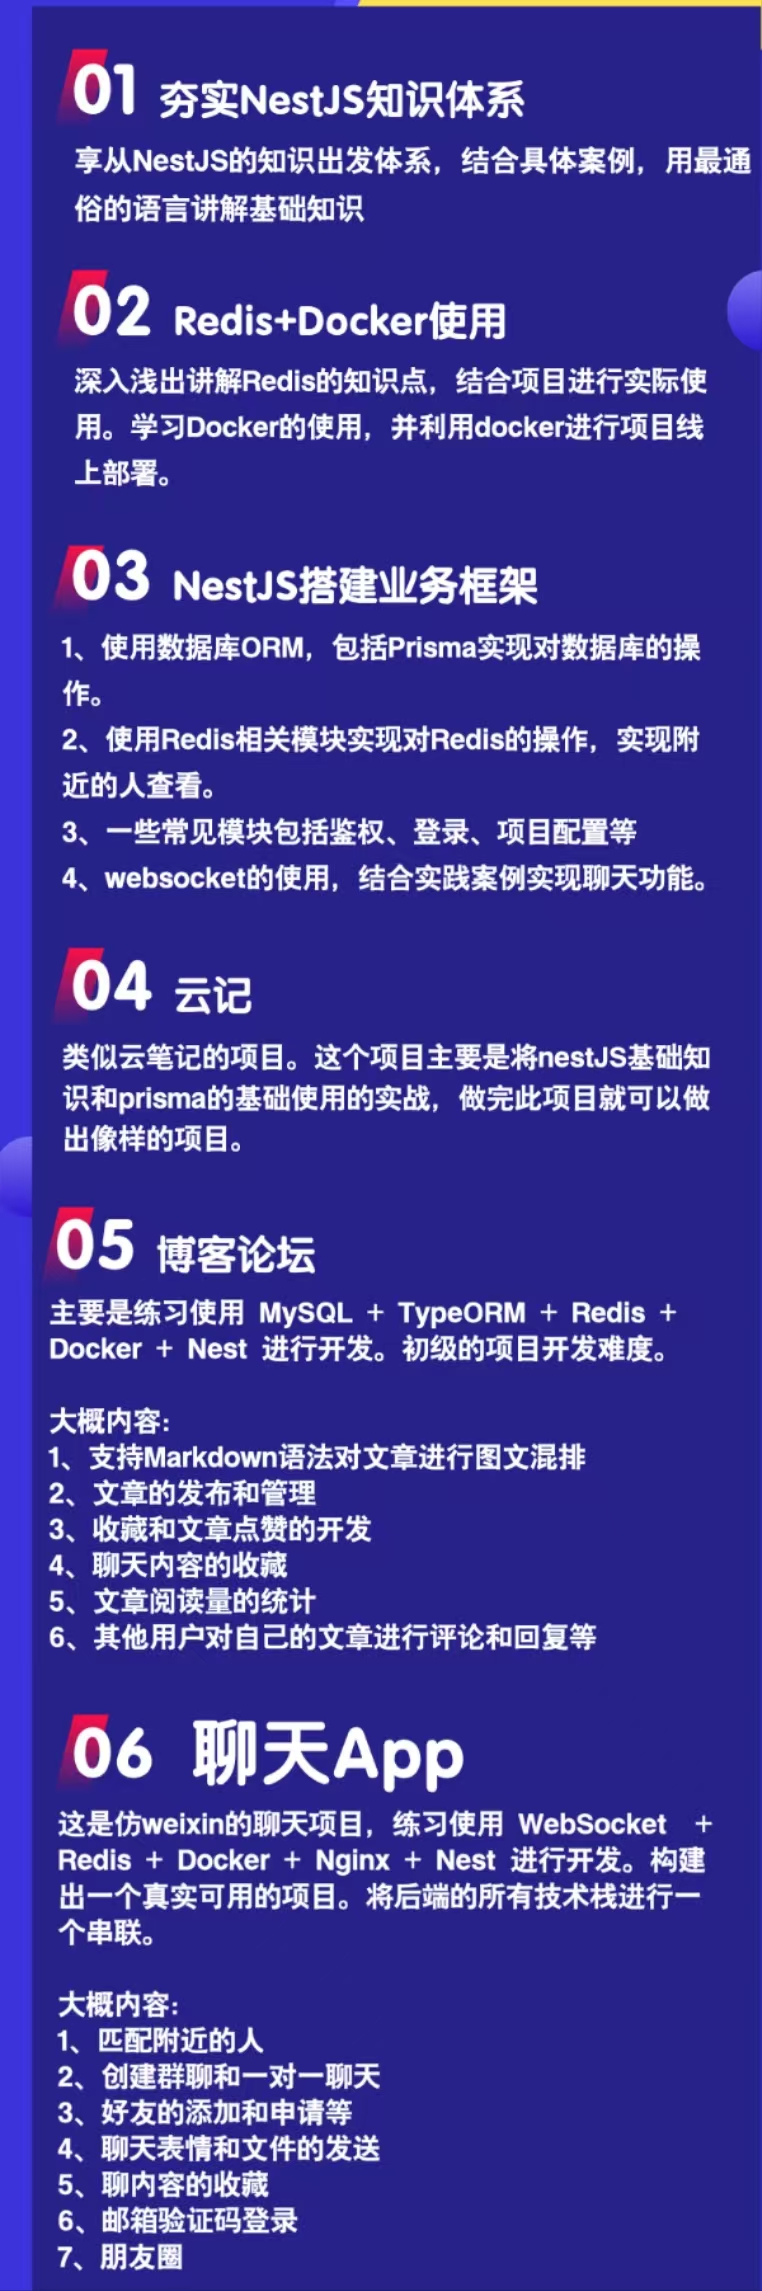 01 夯实NestJS知识体系
享从NestJS的知识出发体系，结合具体案例，用最通
俗的语言讲解基础知识
02 Redis+Docker使用
深入浅出讲解Redis的知识点，结合项目进行实际使
用。学习Docker的使用，并利用docker进行项目线
上部署。
03 NestJS搭建业务框架
1、使用数据库ORM，包括Prisma实现对数据库的操
作。
2、使用Redis相关模块实现对Redis的操作，实现附
近的人查看。
3、一些常见模块包括鉴权、登录、项目配置等
4、websocket的使用，结合实践案例实现聊天功能。
04 云记
类似云笔记的项目。这个项目主要是将nestJS基础知
识和prisma的基础使用的实战，做完此项目就可以做
出像样的项目。
05 博客论坛
主要是练习使用 MySQL + TypeORM + Redis +
Docker + Nest 进行开发。初级的项目开发难度。
大概内容：
1、支持Markdown语法对文章进行图文混排
2、文章的发布和管理
3、收藏和文章点赞的开发
4、聊天内容的收藏
5、文章阅读量的统计
6、其他用户对自己的文章进行评论和回复等
06 聊天App
这是仿weixin的聊天项目，练习使用 WebSocket +
Redis + Docker + Nginx + Nest 进行开发。构建
出一个真实可用的项目。将后端的所有技术栈进行一
个串联。
大概内容：
1、匹配附近的人
2、创建群聊和一对一聊天
3、好友的添加和申请等
4、聊天表情和文件的发送
5、聊内容的收藏
6、邮箱验证码登录
7、朋友圈